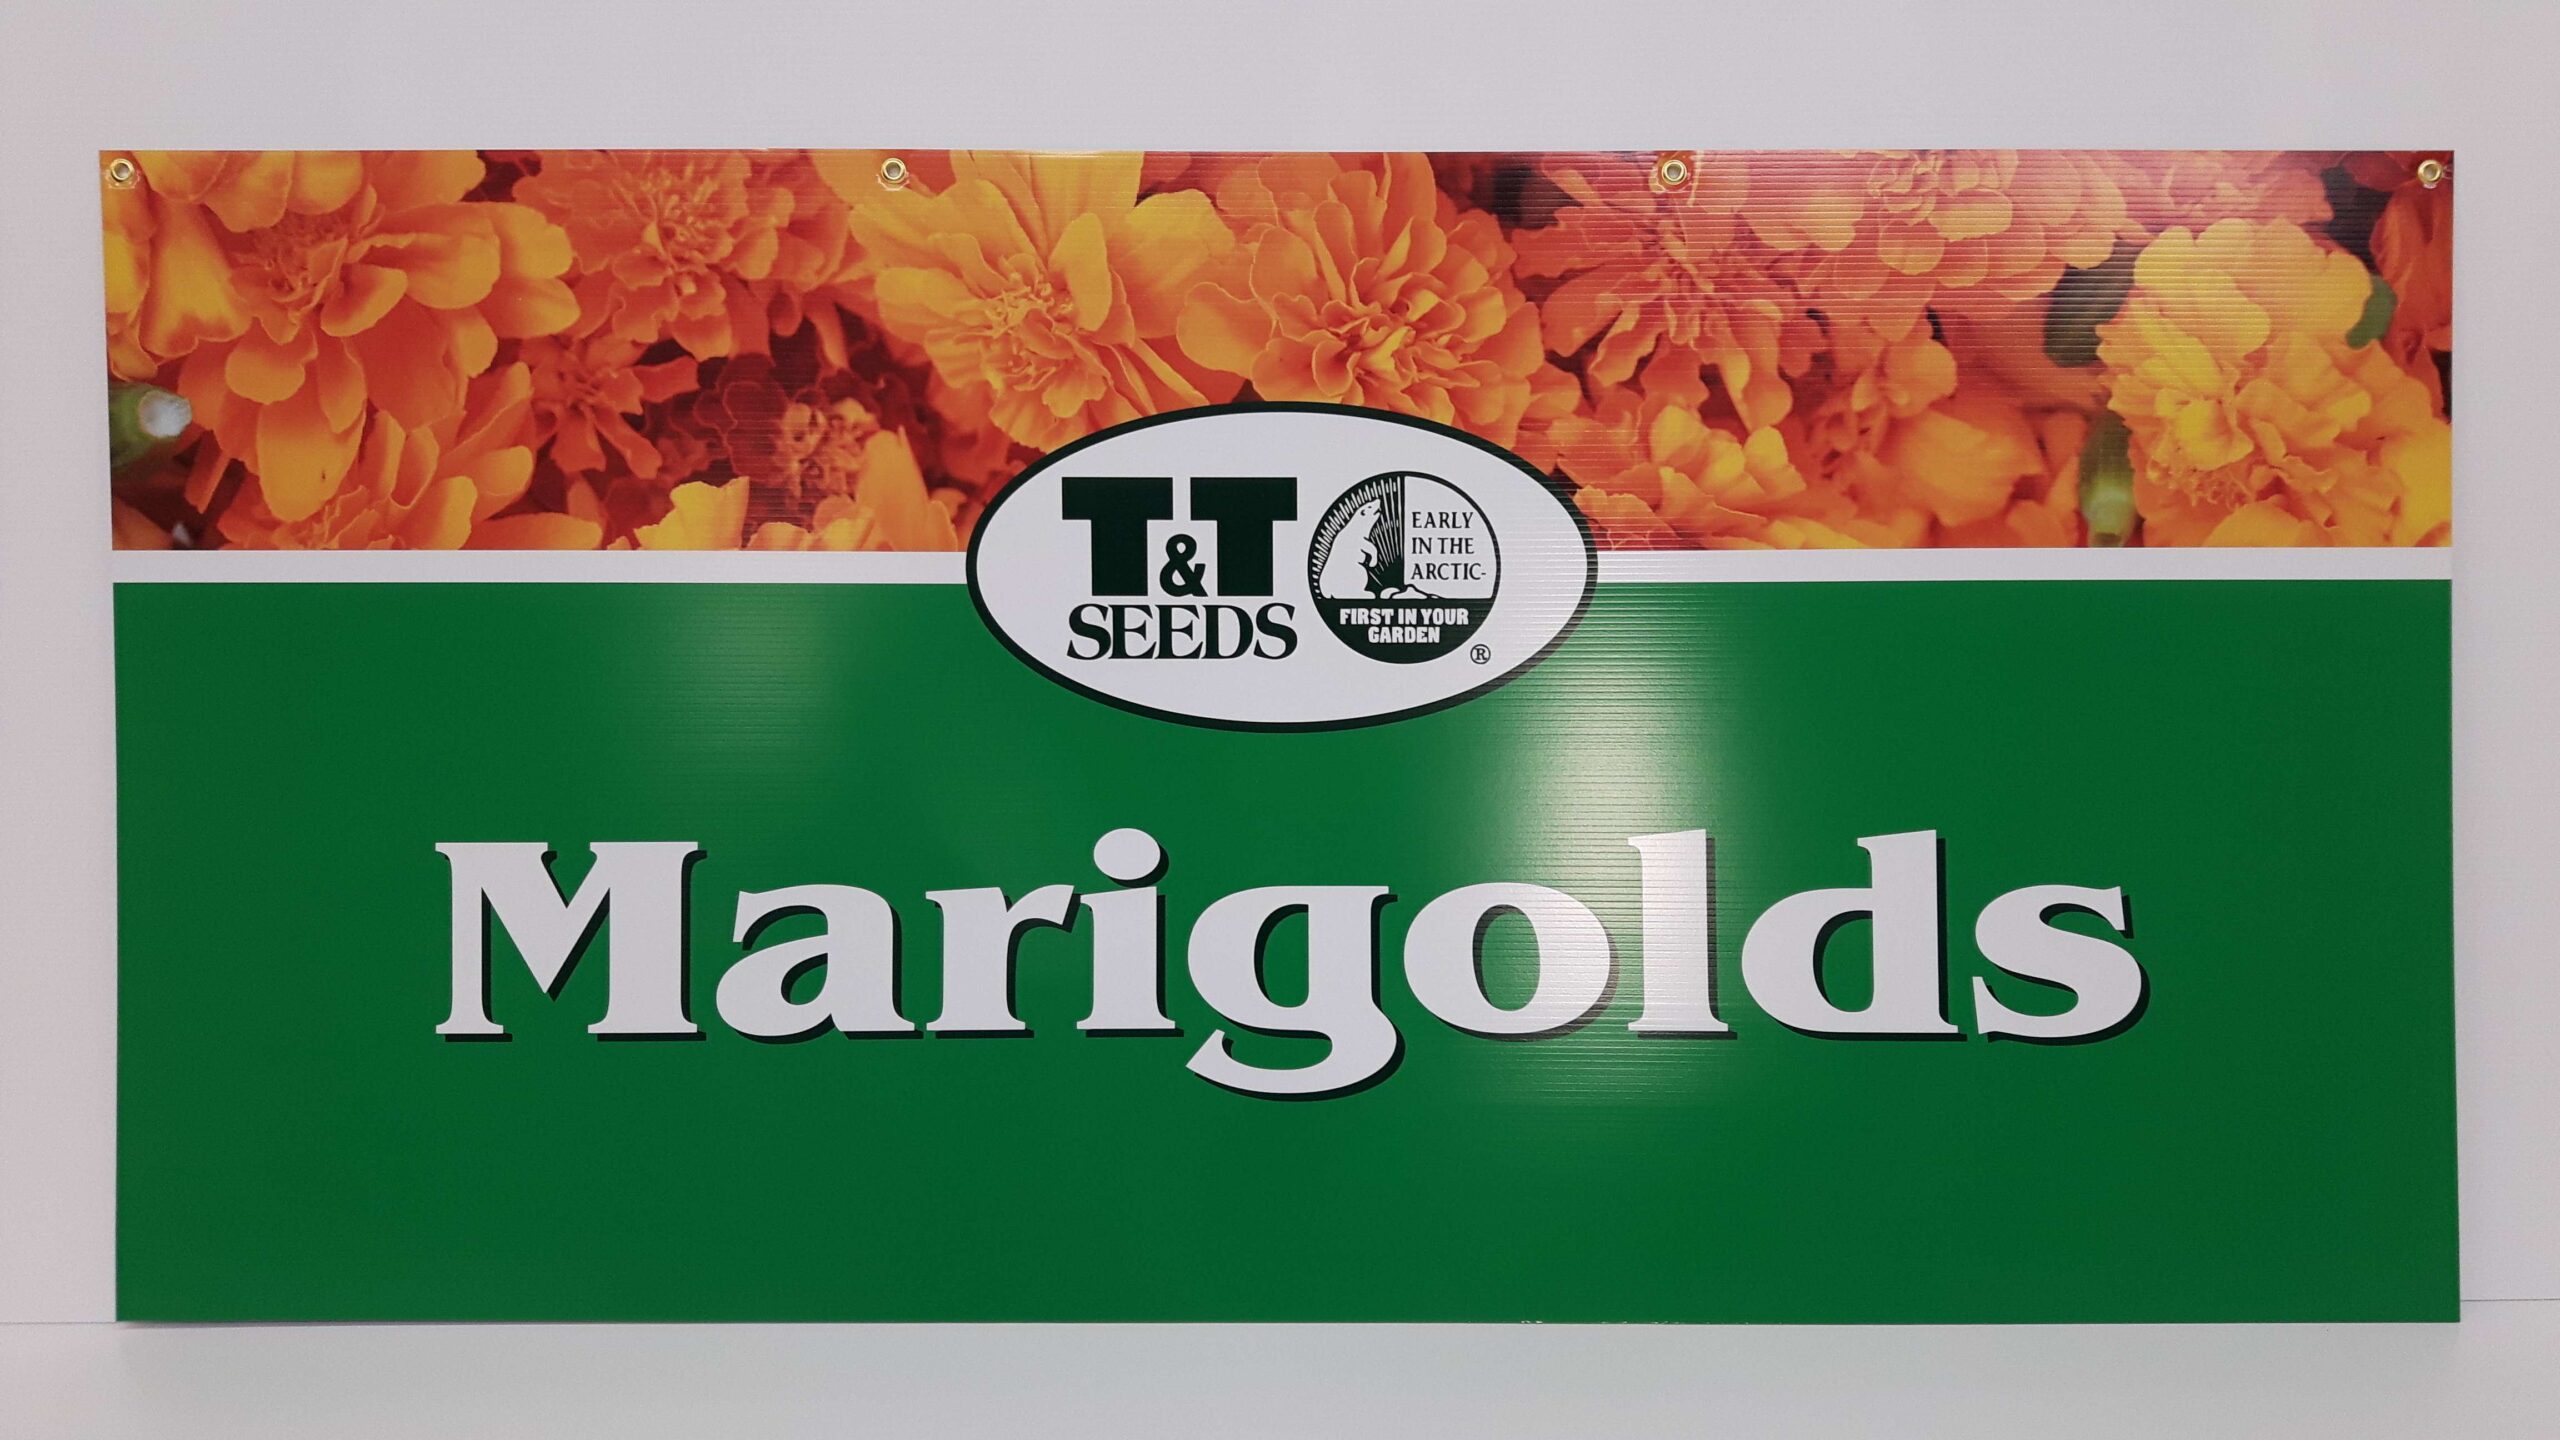 T&T
SEEDS
EARLY
IN THE
ARCTIC-
FIRST IN YOUR
GARDEN
®
Marigolds